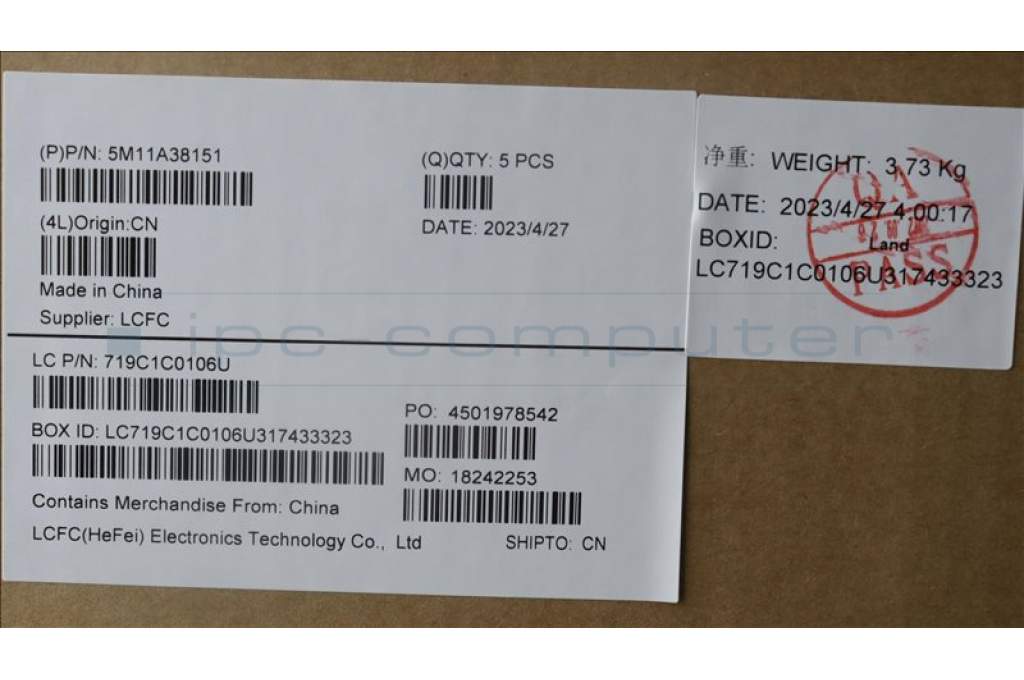 (P)P/N: 5M11A38151
(Q)QTY: 5 PCS
(4L)Origin:CN
DATE: 2023/4/27
Made in China
Supplier: LCFC
LC P/N: 719C1C0106U
PO: 4501978542
BOX ID: LC719C1C0106U317433323
MO: 18242253
Contains Merchandise From: China
LCFC(HeFei) Electronics Technology Co., Ltd
SHIPTO: CN
净重: WEIGHT: 3.73 Kg
DATE: 2023/4/27 4:00:17
BOXID: Land
LC719C1C0106U317433323
QA
PASS
ipc-computer